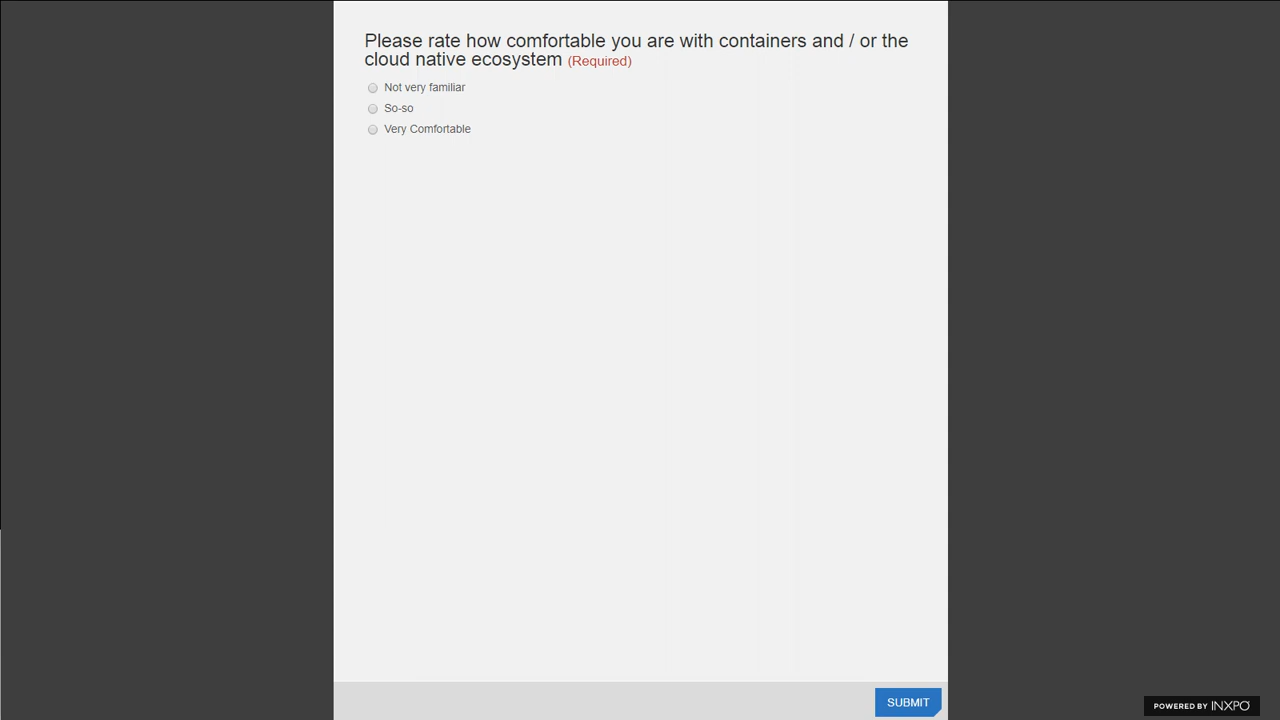 Please rate how comfortable you are with containers and / or the
cloud native ecosystem (Required)
Not very familiar
So-so
Very Comfortable
SUBMIT
POWERED BY INXPO